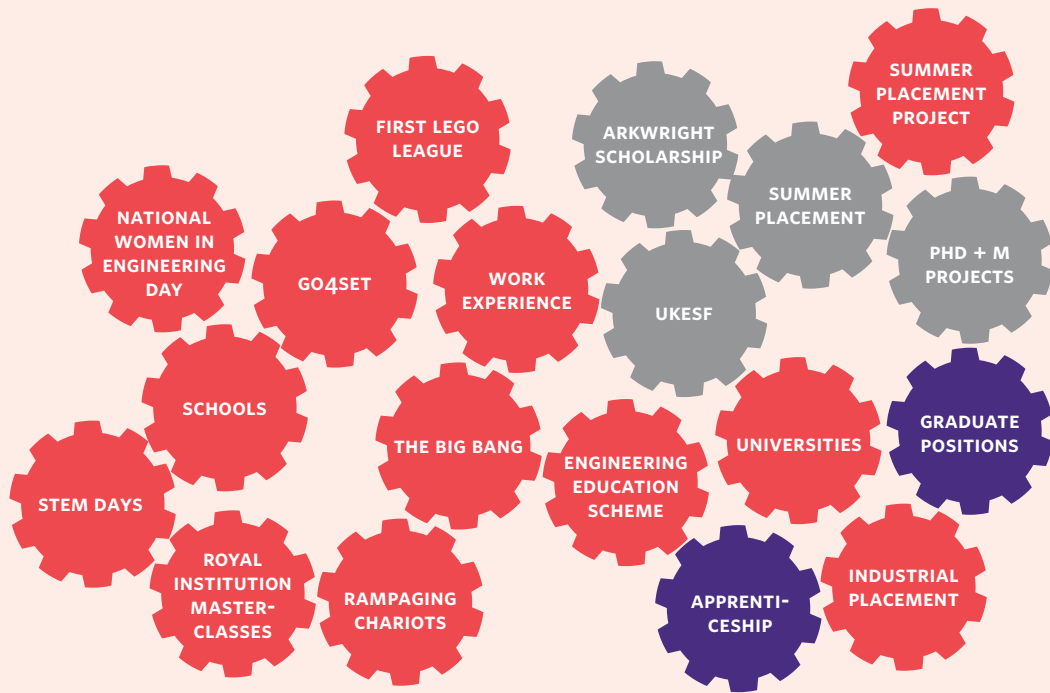 SUMMER
PLACEMENT
PROJECT
FIRST LEGO
LEAGUE
ARKWRIGHT
SCHOLARSHIP
SUMMER
PLACEMENT
NATIONAL
WOMEN IN
ENGINEERING
DAY
GO4SET
WORK
EXPERIENCE
UKESF
PHD + M
PROJECTS
SCHOOLS
THE BIG BANG
ENGINEERING
EDUCATION
SCHEME
UNIVERSITIES
GRADUATE
POSITIONS
STEM DAYS
ROYAL
INSTITUTION
MASTER-
CLASSES
RAMPAGING
CHARIOTS
APPRENTI-
CESHIP
INDUSTRIAL
PLACEMENT